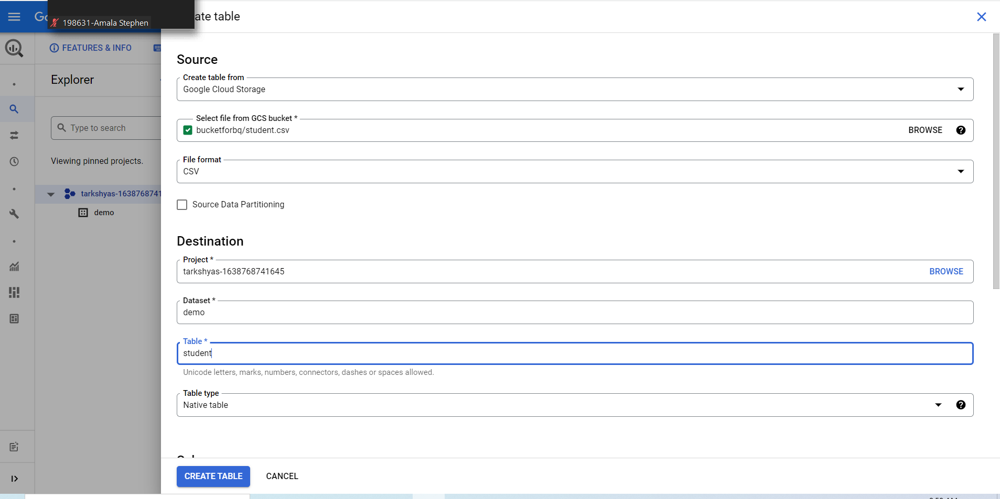 198631-Amala Stephen
ate table
FEATURES & INFO
Explorer
Type to search
Viewing pinned projects.
tarkshyas-1638768741
demo
Source
Create table from
Google Cloud Storage
Select file from GCS bucket *
bucketforbq/student.csv
BROWSE
File format
CSV
Source Data Partitioning
Destination
Project *
tarkshyas-1638768741645
BROWSE
Dataset *
demo
Table *
student
Unicode letters, marks, numbers, connectors, dashes or spaces allowed.
Table type
Native table
CREATE TABLE
CANCEL